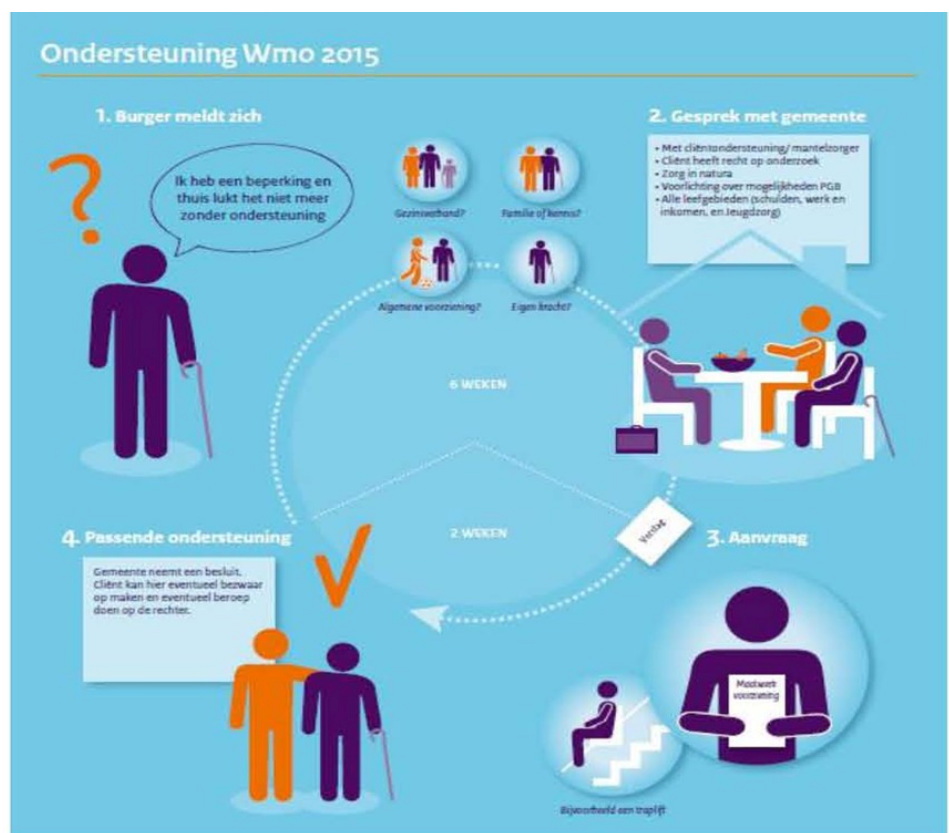 Ondersteuning Wmo 2015
1. Burger meldt zich
Ik heb een beperking en
thuis lukt het niet meer
zonder ondersteuning
Gezinsverband?
Familie of kennis?
Algemene voorziening?
Eigen kracht?
2. Gesprek met gemeente
• Met cliëntondersteuning/ mantelzorger
• Cliënt heeft recht op onderzoek
• Zorg in natura
• Voorlichting over mogelijkheden PGB
• Alle leefgebieden (schulden, werk en
inkomen, en Jeugdzorg)
6 WEKEN
2 WEKEN
Verslag
3. Aanvraag
Maatwerk
voorziening
Bijvoorbeeld een traplift
4. Passende ondersteuning
Gemeente neemt een besluit.
Cliënt kan hier eventueel bezwaar
op maken en eventueel beroep
doen op de rechter.